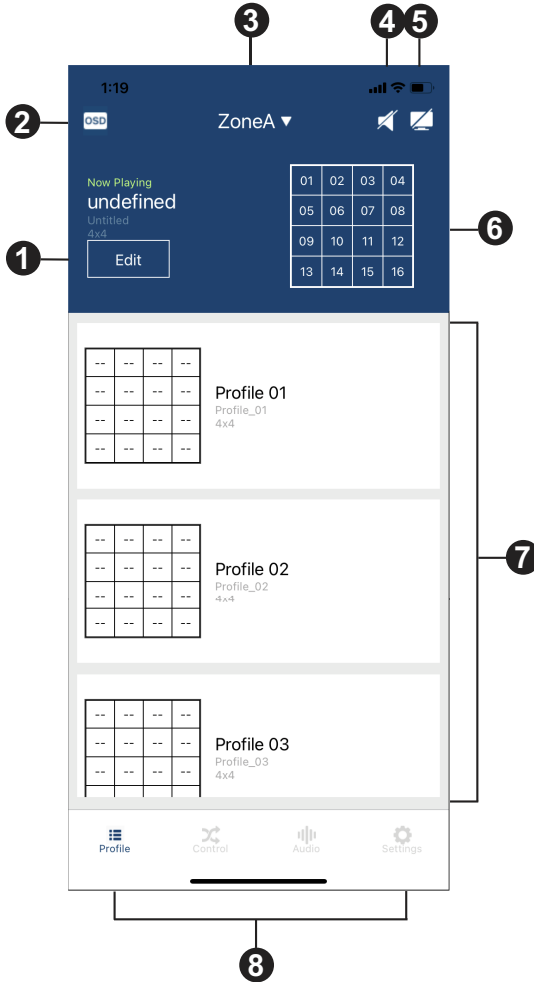 3
4
5
1:19
2
OSD
ZoneA ▼
Now Playing
undefined
Untitled
4x4
1
Edit
01 02 03 04
05 06 07 08
09 10 11 12
13 14 15 16
6
-- -- -- --
-- -- -- --
-- -- -- --
-- -- -- --
Profile 01
Profile_01
4x4
-- -- -- --
-- -- -- --
-- -- -- --
-- -- -- --
Profile 02
Profile_02
4x4
7
-- -- -- --
-- -- -- --
-- -- -- --
Profile 03
Profile_03
4x4
Profile
Control
Audio
Settings
8